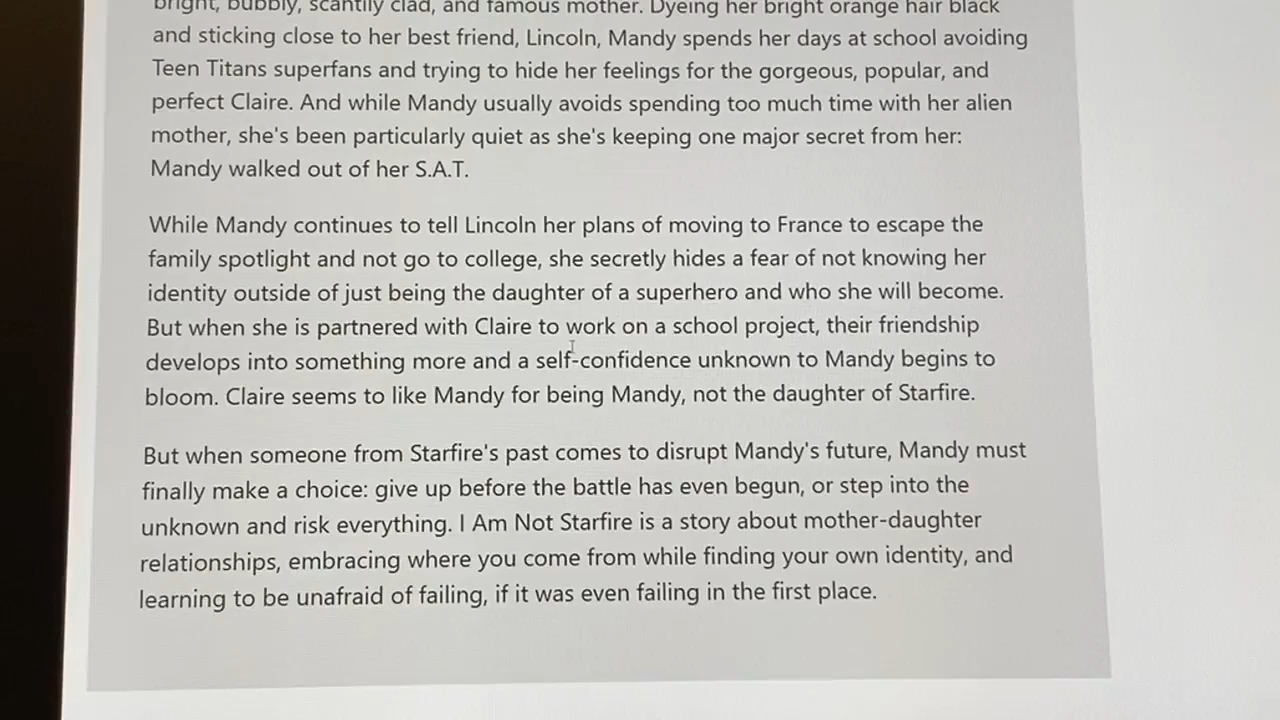 bright, bubbly, scantily clad, and famous mother. Dyeing her bright orange hair black
and sticking close to her best friend, Lincoln, Mandy spends her days at school avoiding
Teen Titans superfans and trying to hide her feelings for the gorgeous, popular, and
perfect Claire. And while Mandy usually avoids spending too much time with her alien
mother, she's been particularly quiet as she's keeping one major secret from her:
Mandy walked out of her S.A.T.
While Mandy continues to tell Lincoln her plans of moving to France to escape the
family spotlight and not go to college, she secretly hides a fear of not knowing her
identity outside of just being the daughter of a superhero and who she will become.
But when she is partnered with Claire to work on a school project, their friendship
develops into something more and a self-confidence unknown to Mandy begins to
bloom. Claire seems to like Mandy for being Mandy, not the daughter of Starfire.
But when someone from Starfire's past comes to disrupt Mandy's future, Mandy must
finally make a choice: give up before the battle has even begun, or step into the
unknown and risk everything. I Am Not Starfire is a story about mother-daughter
relationships, embracing where you come from while finding your own identity, and
learning to be unafraid of failing, if it was even failing in the first place.